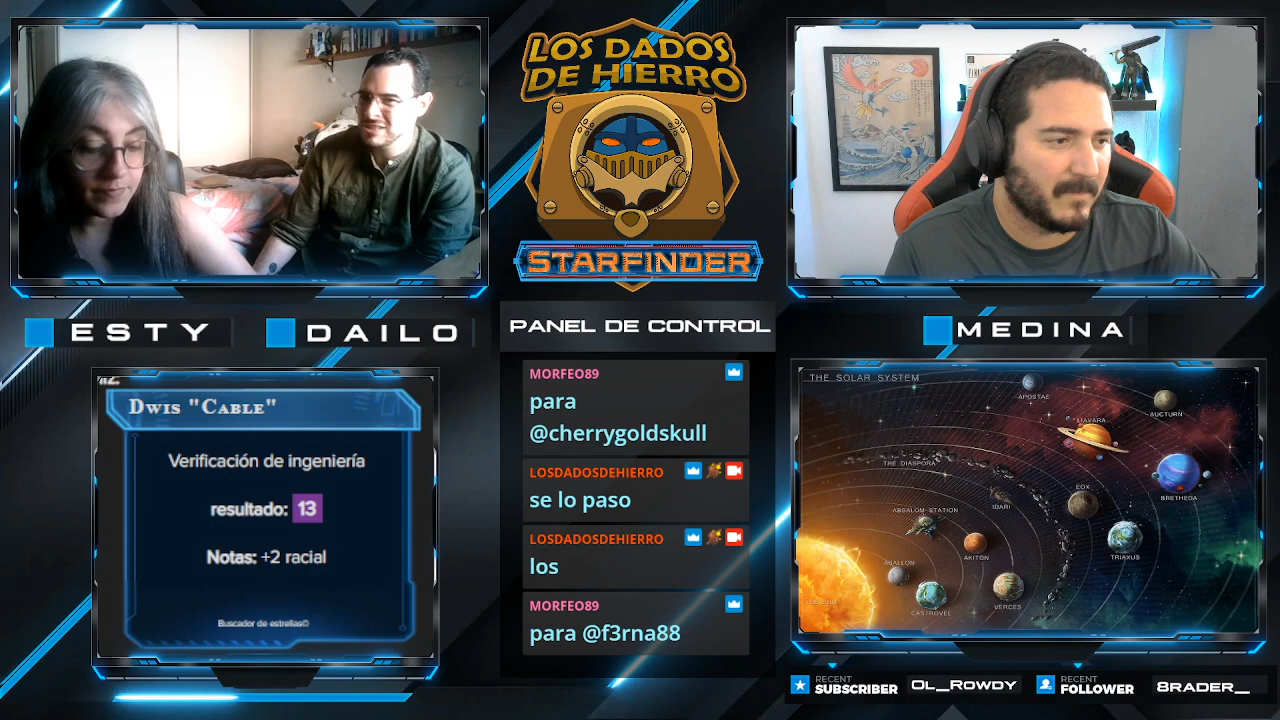 LOS DADOS
DE HIERRO
STARFINDER
ESTY
DAILO
PANEL DE CONTROL
MEDINA
Dwis "Cable"
Verificación de ingeniería
resultado: 13
Notas: +2 racial
Buscador de estrellas©
MORFEO89
para
@cherrygoldskull
LOSDADOSDEHIERRO
se lo paso
LOSDADOSDEHIERRO
los
MORFEO89
para @f3rna88
THE SOLAR SYSTEM
APOSTAE
AUCTURN
LIAVARA
THE DIASPORA
BRETHEDA
EOX
IDARI
ABSALOM STATION
TRIAXUS
AKITON
ABALLON
VERCES
CASTROVEL
RECENT
SUBSCRIBER
OL_ROWDY
RECENT
FOLLOWER
8RADER_